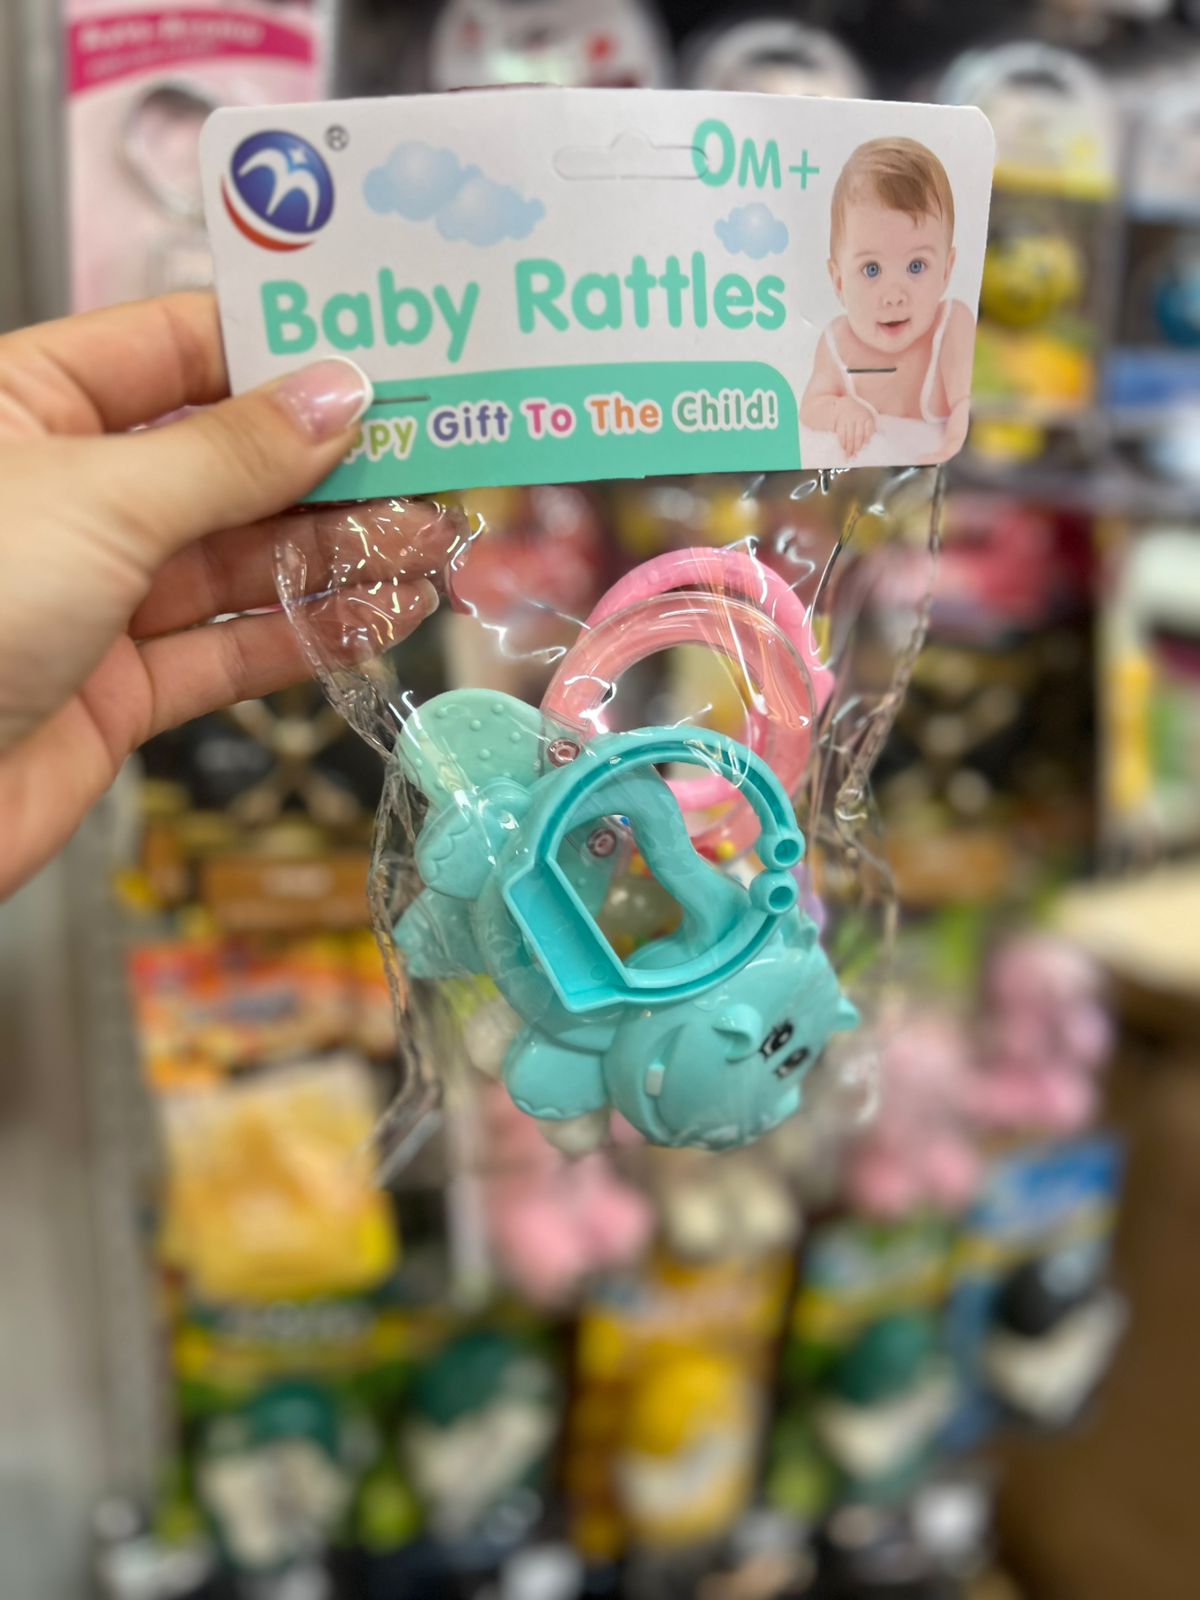 ®
0M+
Baby Rattles
ppy Gift To The Child!